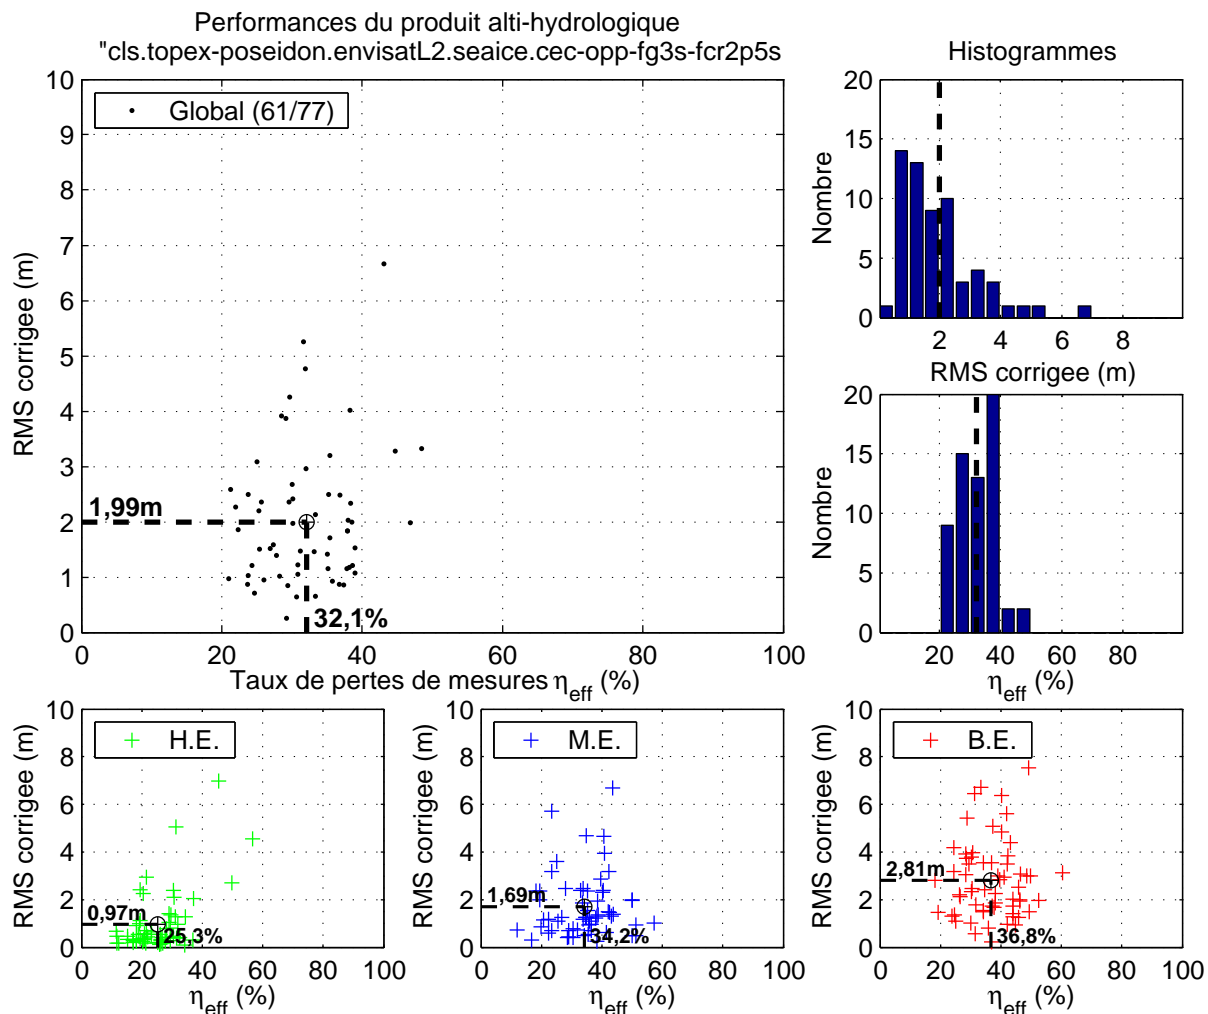 Performances du produit alti-hydrologique
"cls.topex-poseidon.envisatL2.seaice.cec-opp-fg3s-fcr2p5s
Global (61/77)
RMS corrigee (m)
10
9
8
7
6
5
4
3
2
1
0
1,99m
32,1%
0 20 40 60 80 100
Taux de pertes de mesures ηeff (%)
Histogrammes
Nombre
20
15
10
5
0
2 4 6 8
RMS corrigee (m)
Nombre
20
15
10
5
0
20 40 60 80
ηeff (%)
H.E.
RMS corrigee (m)
10
8
6
4
2
0
0,97m
25,3%
0 20 40 60 80 100
ηeff (%)
M.E.
RMS corrigee (m)
10
8
6
4
2
0
1,69m
34,2%
0 20 40 60 80 100
ηeff (%)
B.E.
RMS corrigee (m)
10
8
6
4
2
0
2,81m
36,8%
0 20 40 60 80 100
ηeff (%)